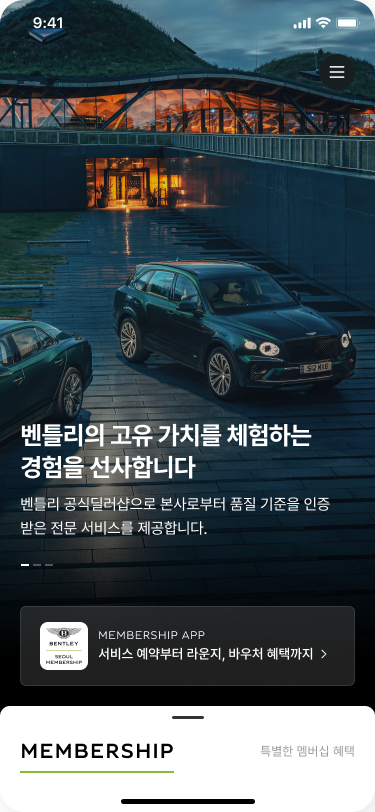 9:41
벤틀리의 고유 가치를 체험하는
경험을 선사합니다
벤틀리 공식딜러샵으로 본사로부터 품질 기준을 인증
받은 전문 서비스를 제공합니다.
BENTLEY
SEOUL
MEMBERSHIP
MEMBERSHIP APP
서비스 예약부터 라운지, 바우처 혜택까지 >
MEMBERSHIP
특별한 멤버십 혜택